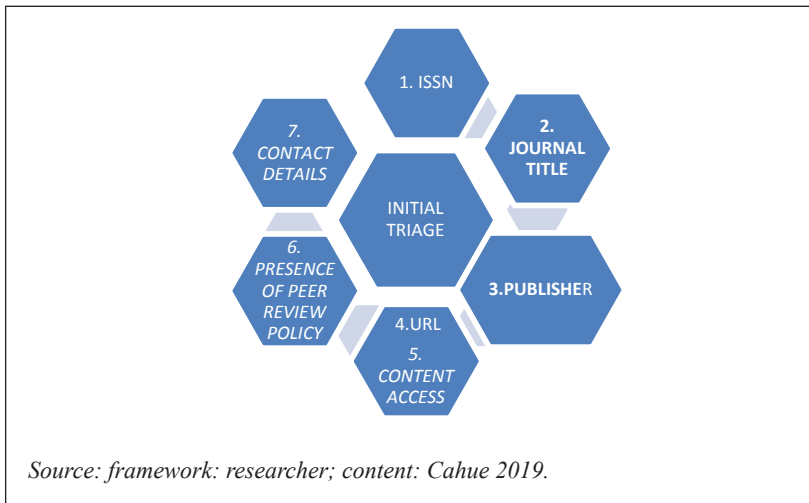 1. ISSN
2.
JOURNAL
TITLE
3.PUBLISHER
4.URL
5.
CONTENT
ACCESS
6.
PRESENCE
OF PEER
REVIEW
POLICY
7.
CONTACT
DETAILS
INITIAL
TRIAGE
Source: framework: researcher; content: Cahue 2019.